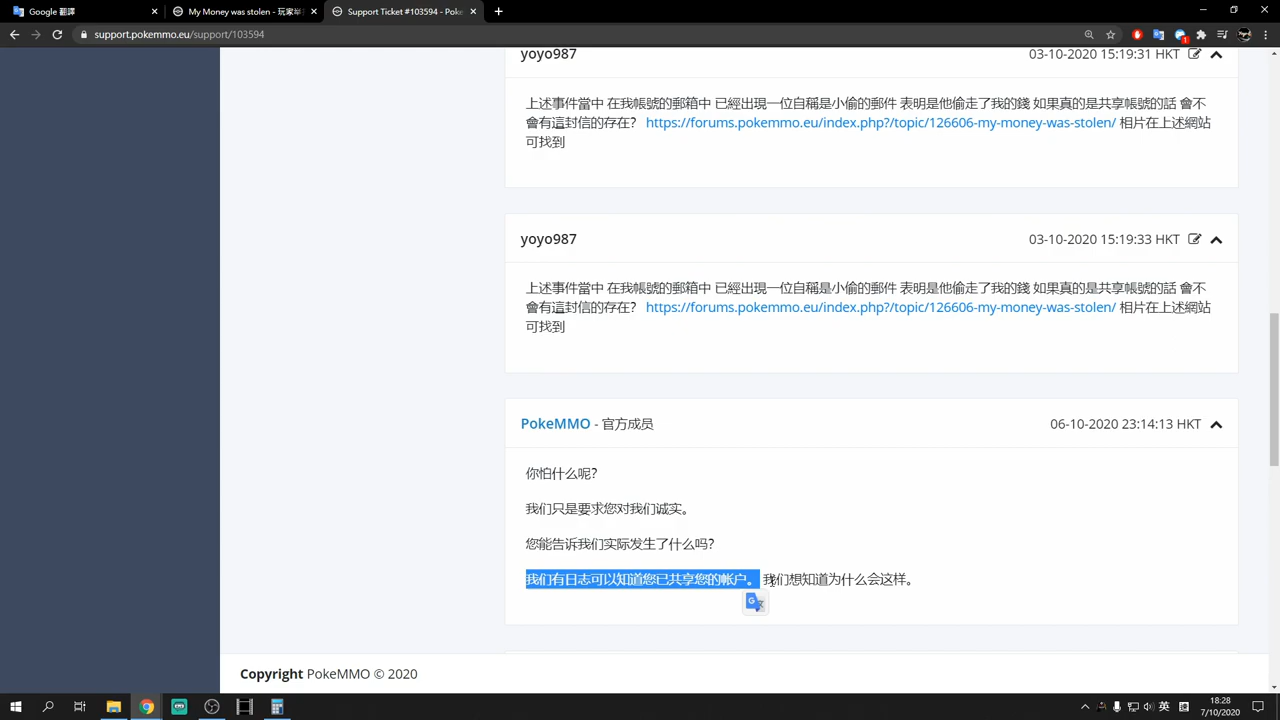 Google 翻譯
My Money was stolen - 玩家舉
Support Ticket #103594 - Pokem
support.pokemmo.eu/support/103594
yoyo987
03-10-2020 15:19:31 HKT
上述事件當中 在我帳號的郵箱中 已經出現一位自稱是小偷的郵件 表明是他偷走了我的錢 如果真的是共享帳號的話 會不
會有這封信的存在? https://forums.pokemmo.eu/index.php?/topic/126606-my-money-was-stolen/ 相片在上述網站
可找到
yoyo987
03-10-2020 15:19:33 HKT
上述事件當中 在我帳號的郵箱中 已經出現一位自稱是小偷的郵件 表明是他偷走了我的錢 如果真的是共享帳號的話 會不
會有這封信的存在? https://forums.pokemmo.eu/index.php?/topic/126606-my-money-was-stolen/ 相片在上述網站
可找到
PokeMMO - 官方成员
06-10-2020 23:14:13 HKT
你怕什么呢?
我们只是要求您对我们诚实。
您能告诉我们实际发生了什么吗?
我们有日志可以知道您已共享您的帐户。 我们想知道为什么会这样。
Copyright PokeMMO © 2020
英
18:28
7/10/2020